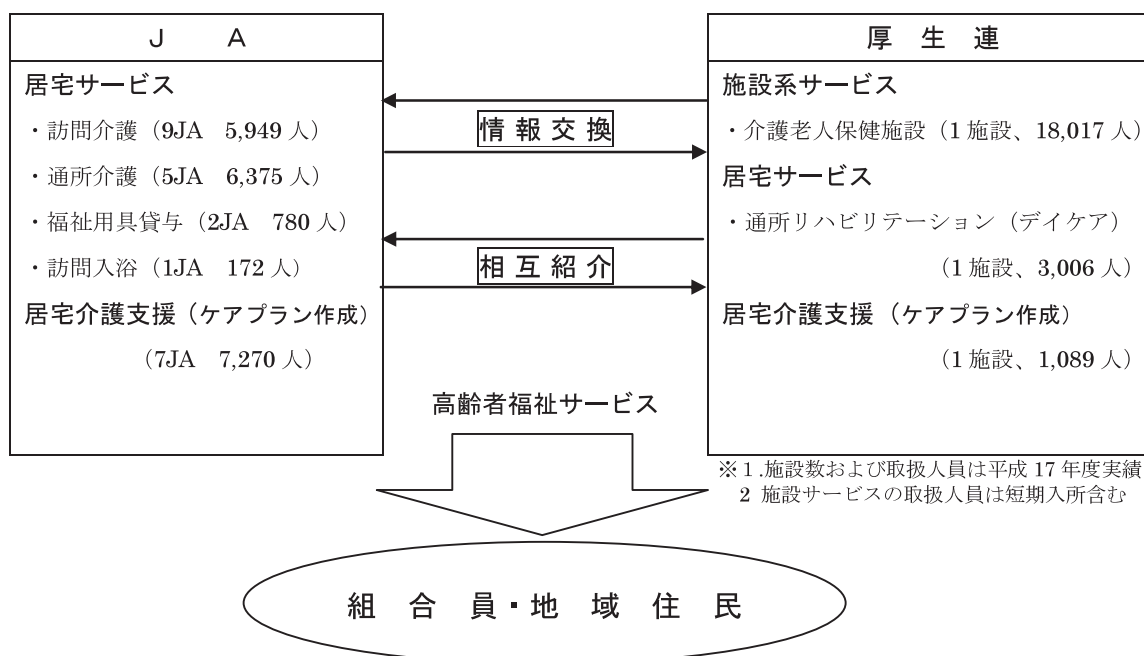 Ｊ Ａ
居宅サービス
・訪問介護（9JA 5,949 人）
・通所介護（5JA 6,375 人）
・福祉用具貸与（2JA 780 人）
・訪問入浴（1JA 172 人）
居宅介護支援（ケアプラン作成）
（7JA 7,270 人）
情報交換
相互紹介
厚生連
施設系サービス
・介護老人保健施設（1 施設、18,017 人）
居宅サービス
・通所リハビリテーション（デイケア）
（1 施設、3,006 人）
居宅介護支援（ケアプラン作成）
（1 施設、1,089 人）
高齢者福祉サービス
※１.施設数および取扱人員は平成 17 年度実績
2 施設サービスの取扱人員は短期入所含む
組合員・地域住民